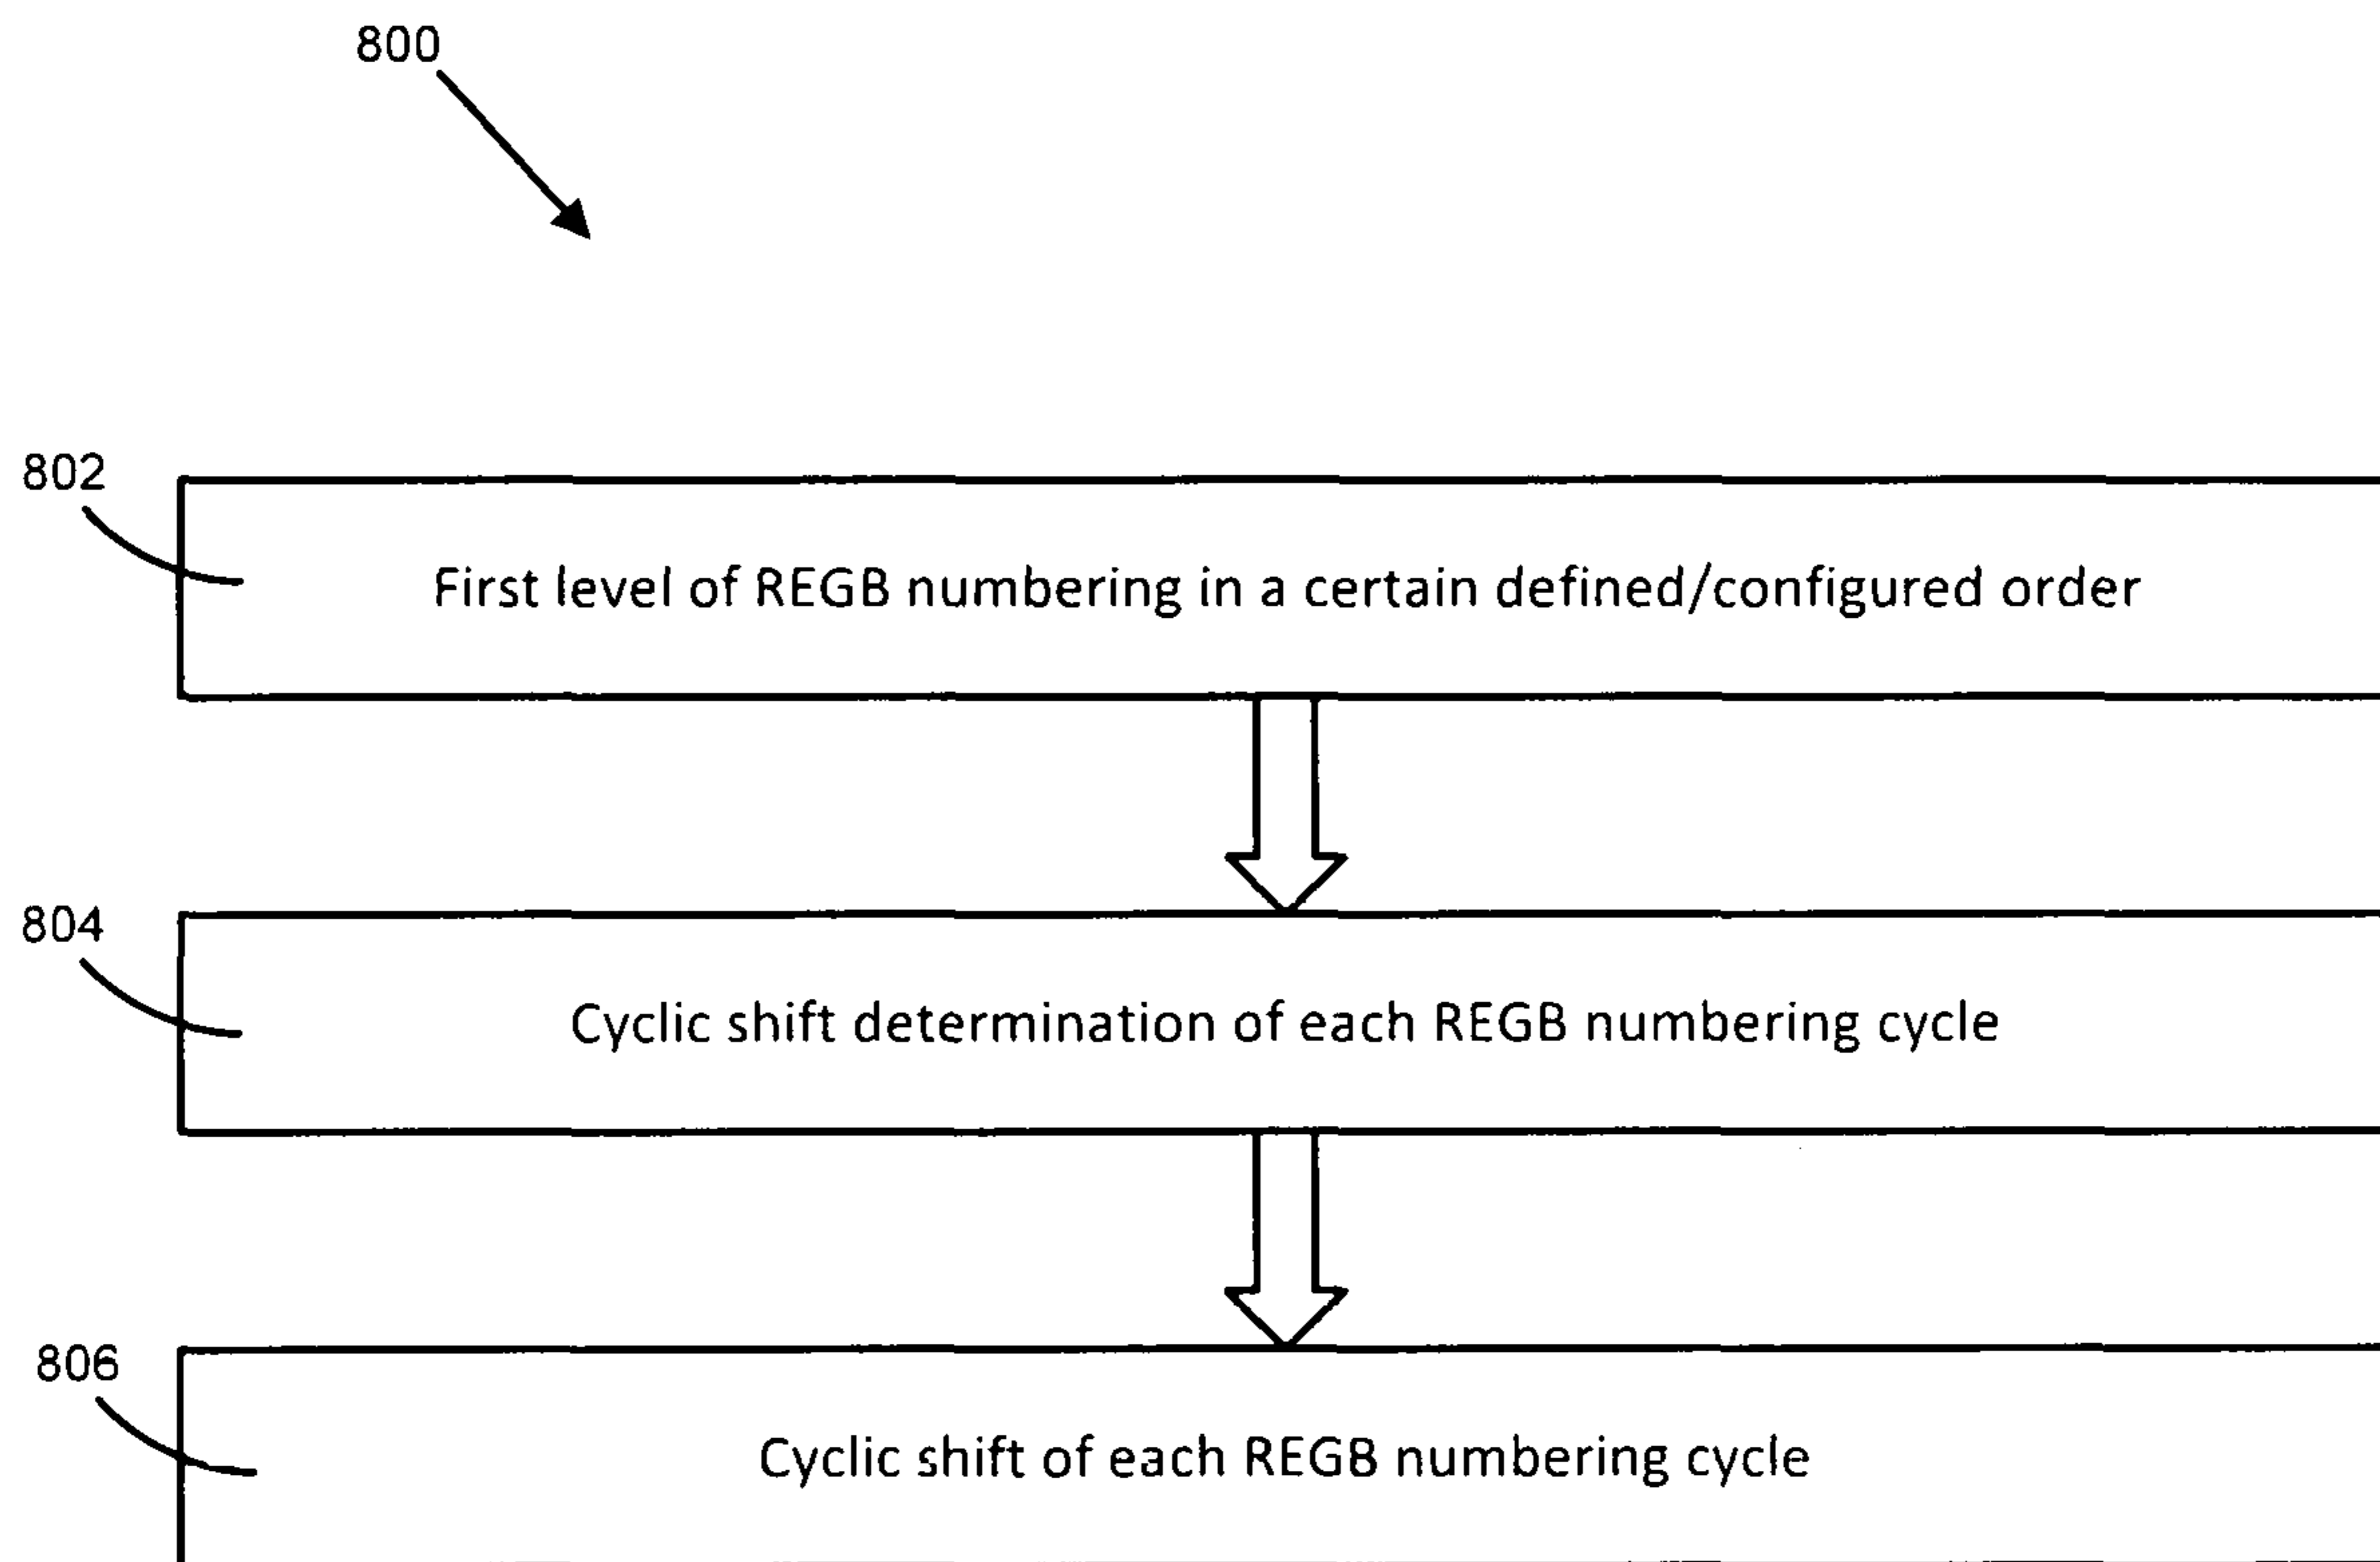 800
802
First level of REGB numbering in a certain defined/configured order
804
Cyclic shift determination of each REGB numbering cycle
806
Cyclic shift of each REGB numbering cycle